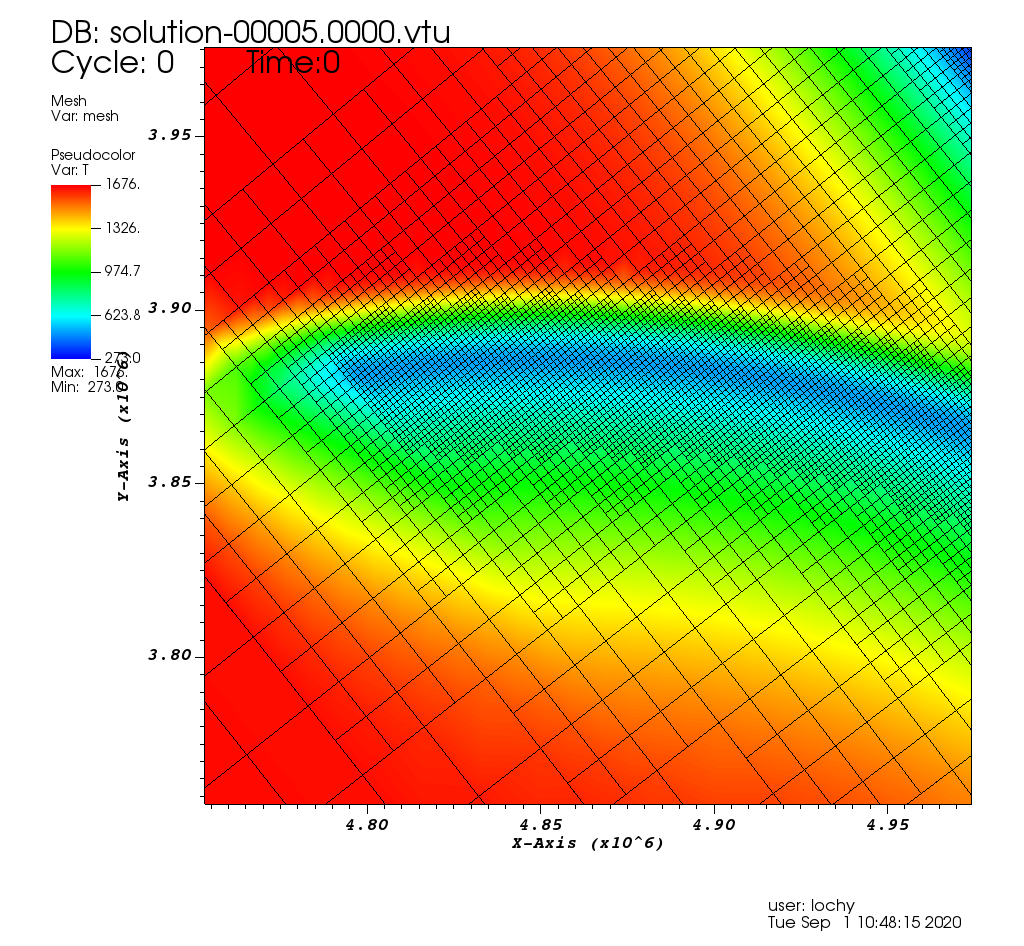 DB: solution-00005.0000.vtu
Cycle: 0 Time:0
Mesh
Var: mesh
Pseudocolor
Var: T
1676.
1326.
974.7
623.8
Max: 1676.
Min: 273.0
3.95
3.90
3.85
3.80
Y-Axis (x10^6)
4.80 4.85 4.90 4.95
X-Axis (x10^6)
user: lochy
Tue Sep 1 10:48:15 2020